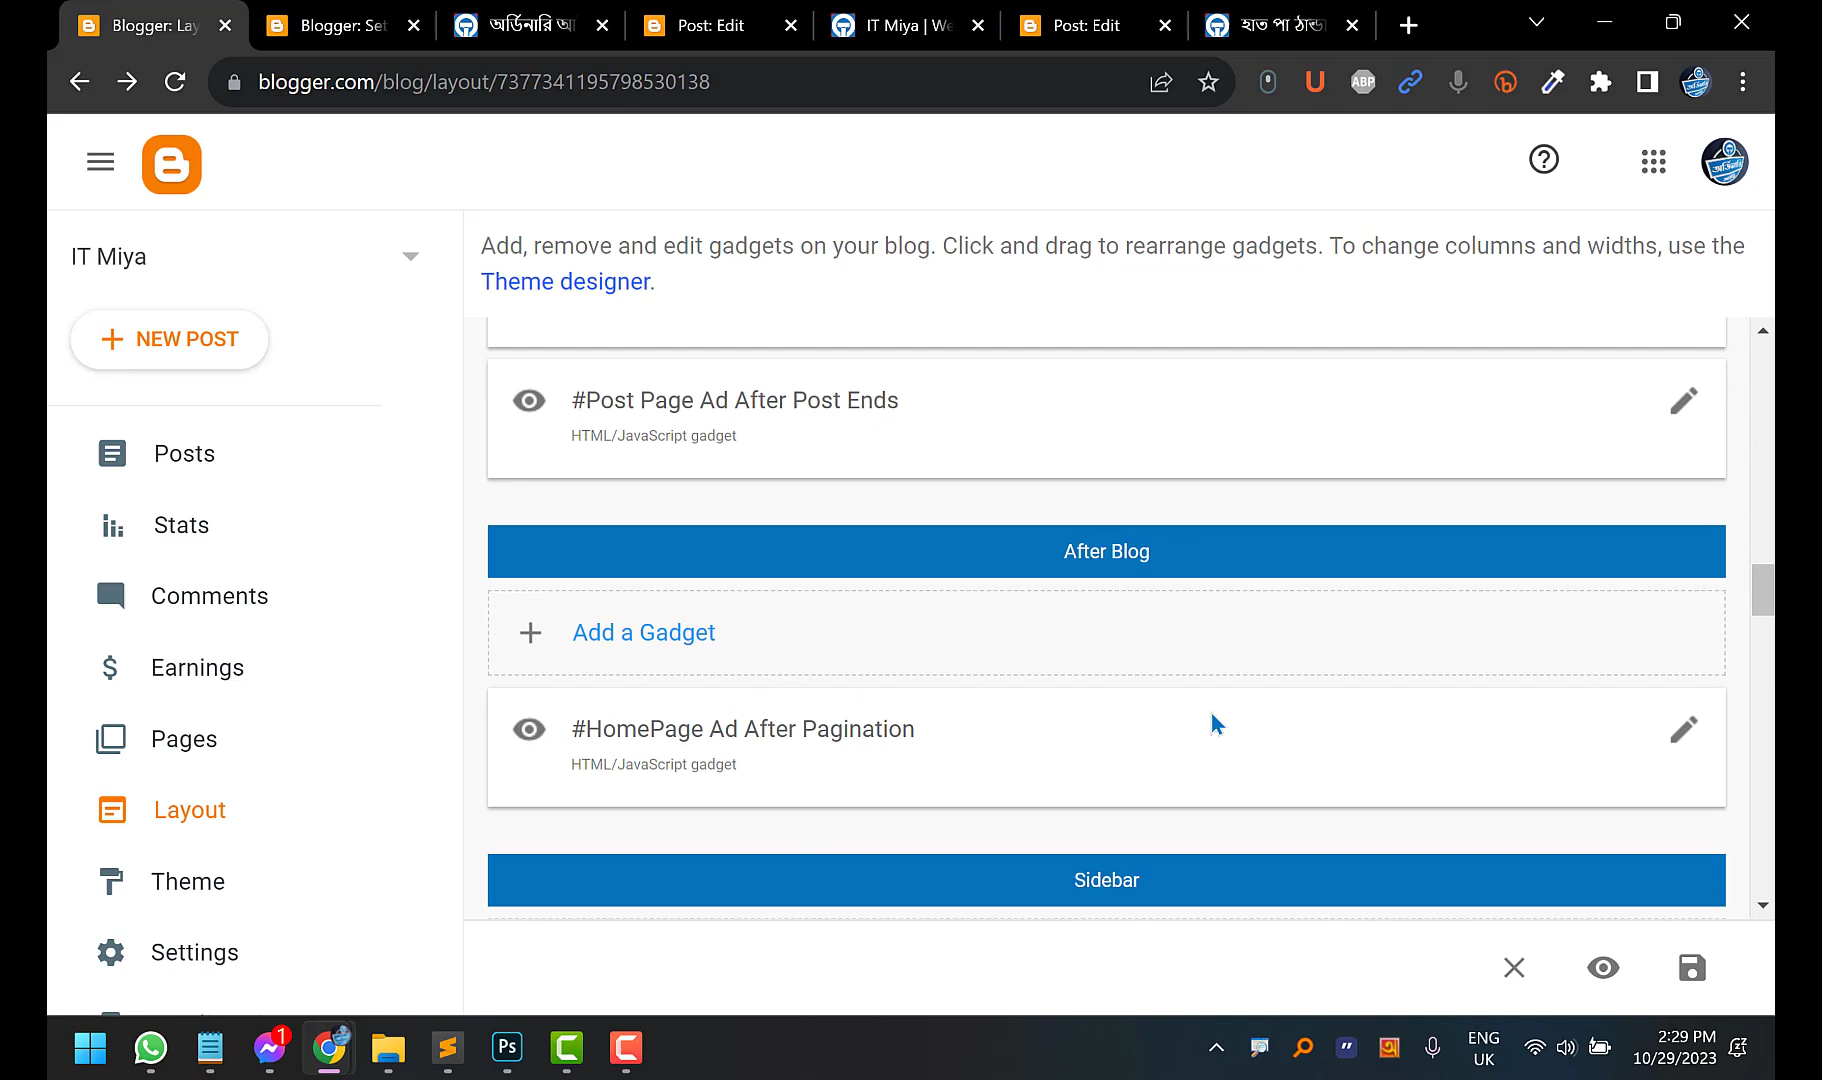 Blogger: Lay
Blogger: Set
অর্ডিনারি আ
Post: Edit
IT Miya | We
Post: Edit
হাত পা ঠান্ডা
blogger.com/blog/layout/7377341195798530138
ABP
IT Miya
NEW POST
Posts
Stats
Comments
Earnings
Pages
Layout
Theme
Settings
Add, remove and edit gadgets on your blog. Click and drag to rearrange gadgets. To change columns and widths, use the
Theme designer.
#Post Page Ad After Post Ends
HTML/JavaScript gadget
After Blog
Add a Gadget
#HomePage Ad After Pagination
HTML/JavaScript gadget
Sidebar
1
Ps
ENG
UK
2:29 PM
10/29/2023